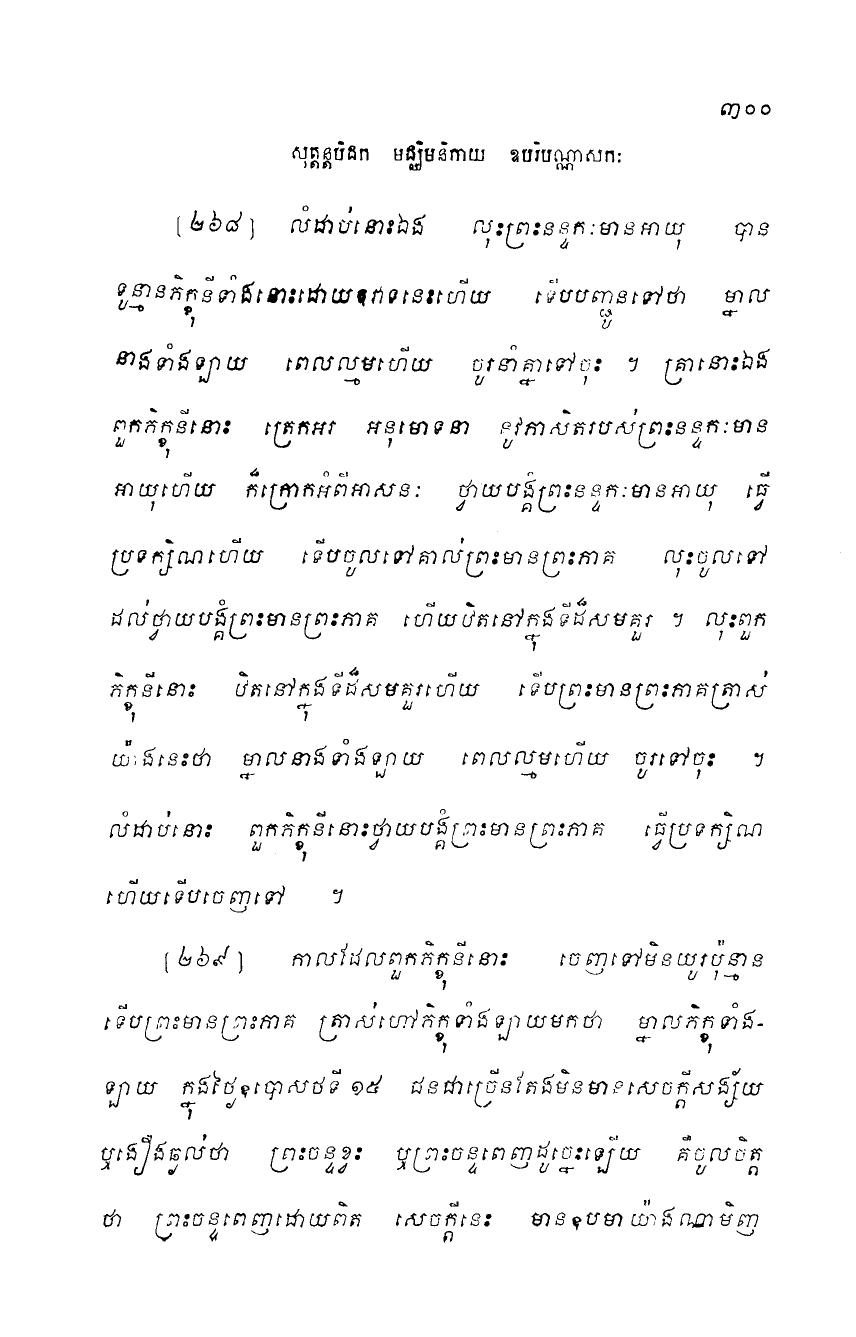 ៣០០
សុត្តន្តបិដក មជ្ឈិមនិកាយ ឧបរិបណ្ណាសកៈ
[២៦៨] លំដាប់នោះឯង លុះព្រះនន្ទកៈមានអាយុ បាន
ទូន្មានភិក្ខុនីទាំងនោះដោយឱវាទនេះហើយ ទើបបញ្ជូនទៅថា ម្នាល
នាងទាំងឡាយ ពេលល្មមហើយ ចូរនាំគ្នាទៅចុះ ។ គ្រានោះឯង
ពួកភិក្ខុនីនោះ ត្រេកអរ អនុមោទនា នូវភាសិតរបស់ព្រះនន្ទកៈមាន
អាយុហើយ ក៏ក្រោកអំពីអាសនៈ ថ្វាយបង្គំព្រះនន្ទកៈមានអាយុ ធ្វើ
ប្រទក្សិណហើយ ទើបចូលទៅគាល់ព្រះមានព្រះភាគ លុះចូលទៅ
ដល់ថ្វាយបង្គំព្រះមានព្រះភាគ ហើយឋិតនៅក្នុងទីដ៏សមគួរ ។ លុះពួក
ភិក្ខុនីនោះ ឋិតនៅក្នុងទីដ៏សមគួរហើយ ទើបព្រះមានព្រះភាគត្រាស់
យ៉ាងនេះថា ម្នាលនាងទាំងឡាយ ពេលល្មមហើយ ចូរទៅចុះ ។
លំដាប់នោះ ពួកភិក្ខុនីនោះថ្វាយបង្គំព្រះមានព្រះភាគ ធ្វើប្រទក្សិណ
ហើយទើបចេញទៅ ។
[២៦៩] កាលដែលពួកភិក្ខុនីនោះ ចេញទៅមិនយូរប៉ុន្មាន
ទើបព្រះមានព្រះភាគ ត្រាស់ហៅភិក្ខុទាំងឡាយមកថា ម្នាលភិក្ខុទាំង-
ឡាយ ក្នុងថ្ងៃឧបោសថទី ១៥ ជនជាច្រើនតែងមិនមានសេចក្តីសង្ស័យ
ឬងឿងឆ្ងល់ថា ព្រះចន្ទខ្វះ ឬព្រះចន្ទពេញដូច្នេះឡើយ គឺចូលចិត្ត
ថា ព្រះចន្ទពេញដោយពិត សេចក្តីនេះ មានឧបមាយ៉ាងណាមិញ